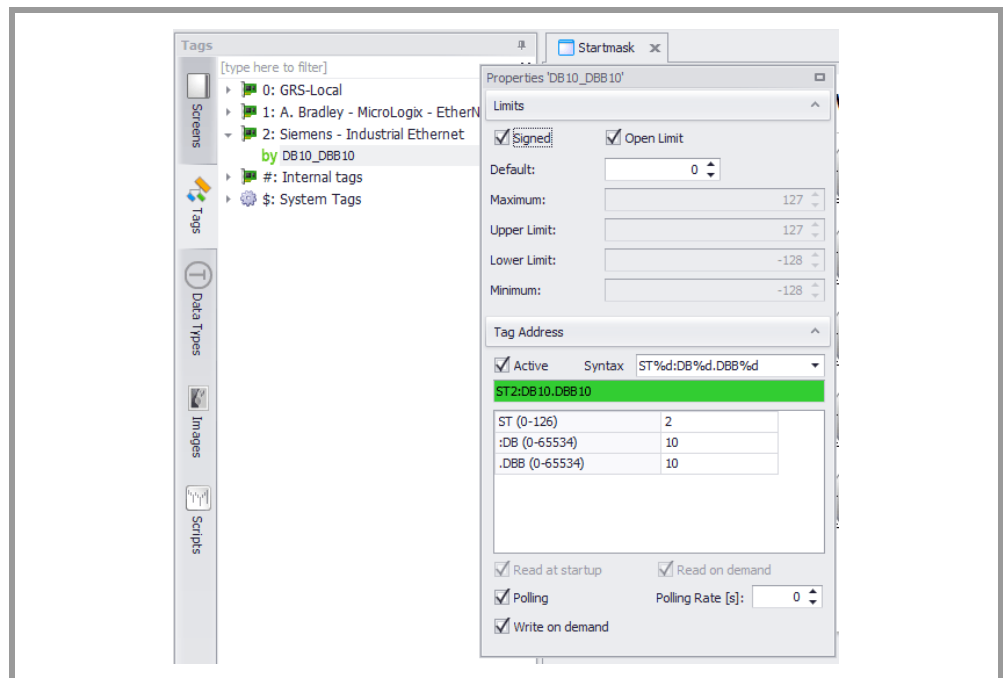 Tags
[type here to filter]
0: GRS-Local
1: A. Bradley - MicroLogix - EtherN
2: Siemens - Industrial Ethernet
by DB10_DBB10
#: Internal tags
$: System Tags
Screens
Tags
Data Types
Images
Scripts
Startmask
Properties 'DB10_DBB10'
Limits
Signed Open Limit
Default: 0
Maximum: 127
Upper Limit: 127
Lower Limit: -128
Minimum: -128
Tag Address
Active Syntax ST%d:DB%d.DBB%d
ST2:DB10.DBB10
ST (0-126) 2
:DB (0-65534) 10
.DBB (0-65534) 10
Read at startup Read on demand
Polling Polling Rate [s]: 0
Write on demand